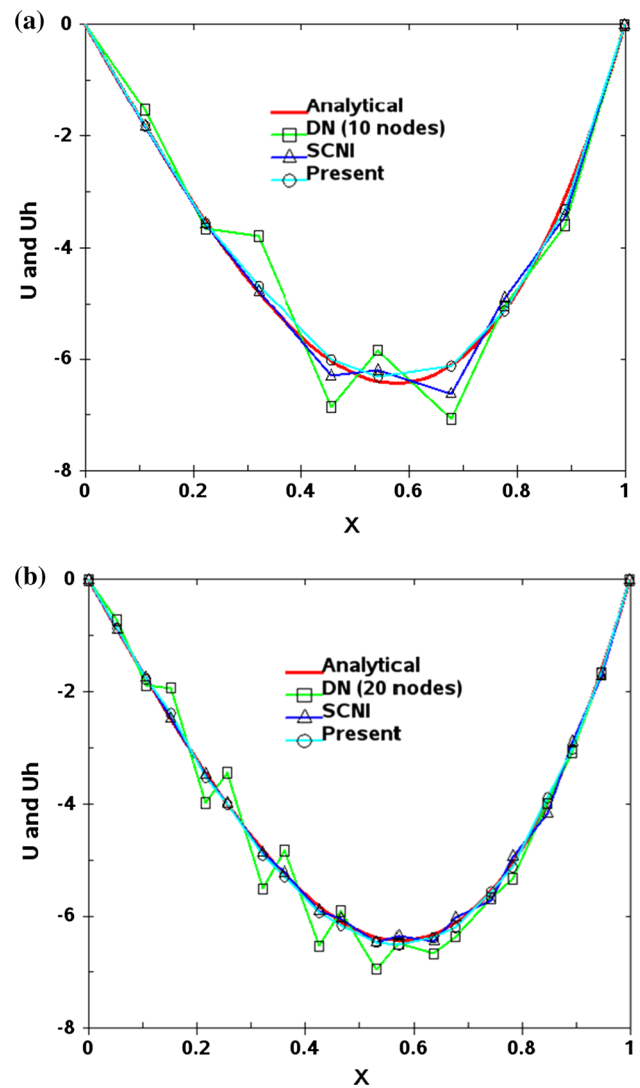 (a)
0
-2
-4
-6
-8
U and Uh
Analytical
DN (10 nodes)
SCNI
Present
0 0.2 0.4 0.6 0.8 1
X
(b)
0
-2
-4
-6
-8
U and Uh
Analytical
DN (20 nodes)
SCNI
Present
0 0.2 0.4 0.6 0.8 1
X